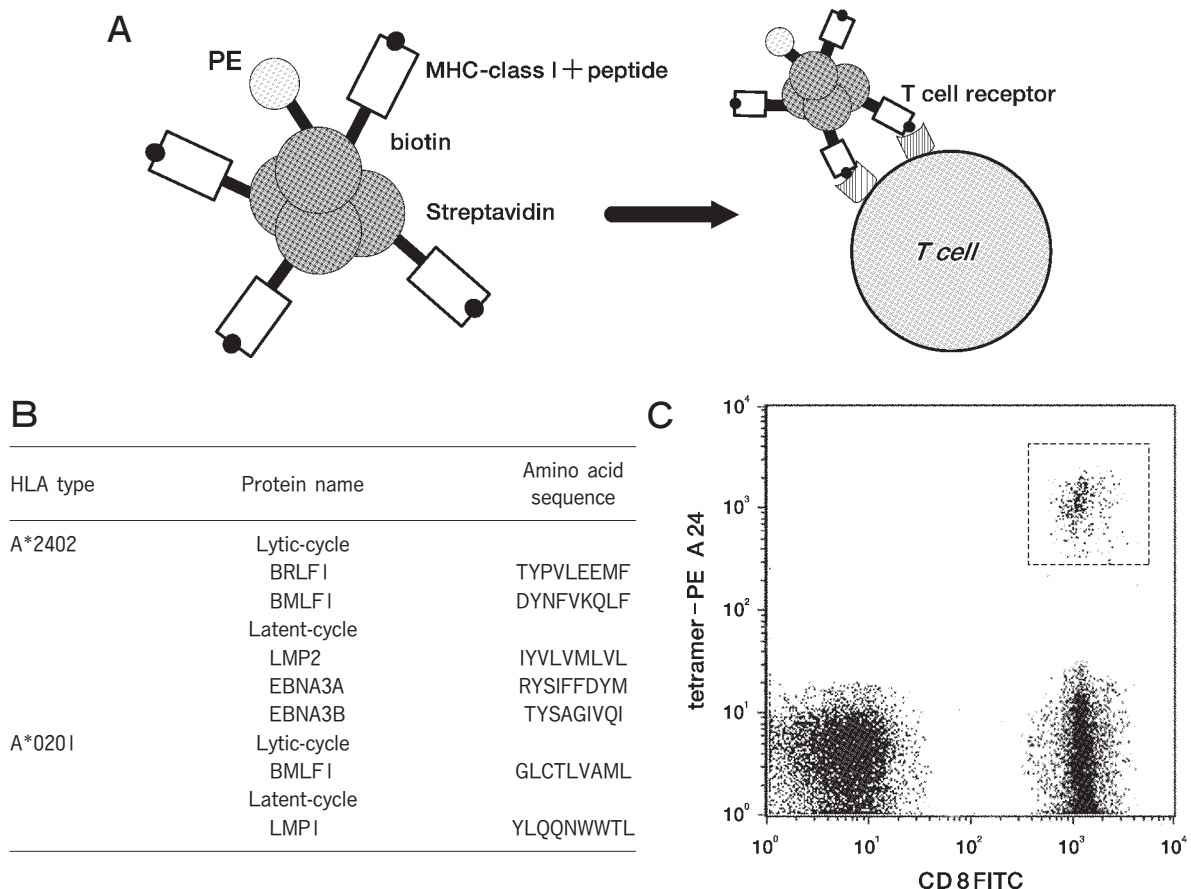 A
PE
MHC-class I+peptide
biotin
Streptavidin
T cell receptor
T cell
B
HLA type Protein name Amino acid
sequence
A*2402 Lytic-cycle
BRLF1 TYPVLEEMF
BMLF1 DYNFVKQLF
Latent-cycle
LMP2 IYVLVMLVL
EBNA3A RYSIFFDYM
EBNA3B TYSAGIVQI
A*0201 Lytic-cycle
BMLF1 GLCTLVAML
Latent-cycle
LMP1 YLQQNWWTL
C
tetramer-PE A24
10⁴
10³
10²
10¹
10⁰
10⁰ 10¹ 10² 10³ 10⁴
CD8FITC